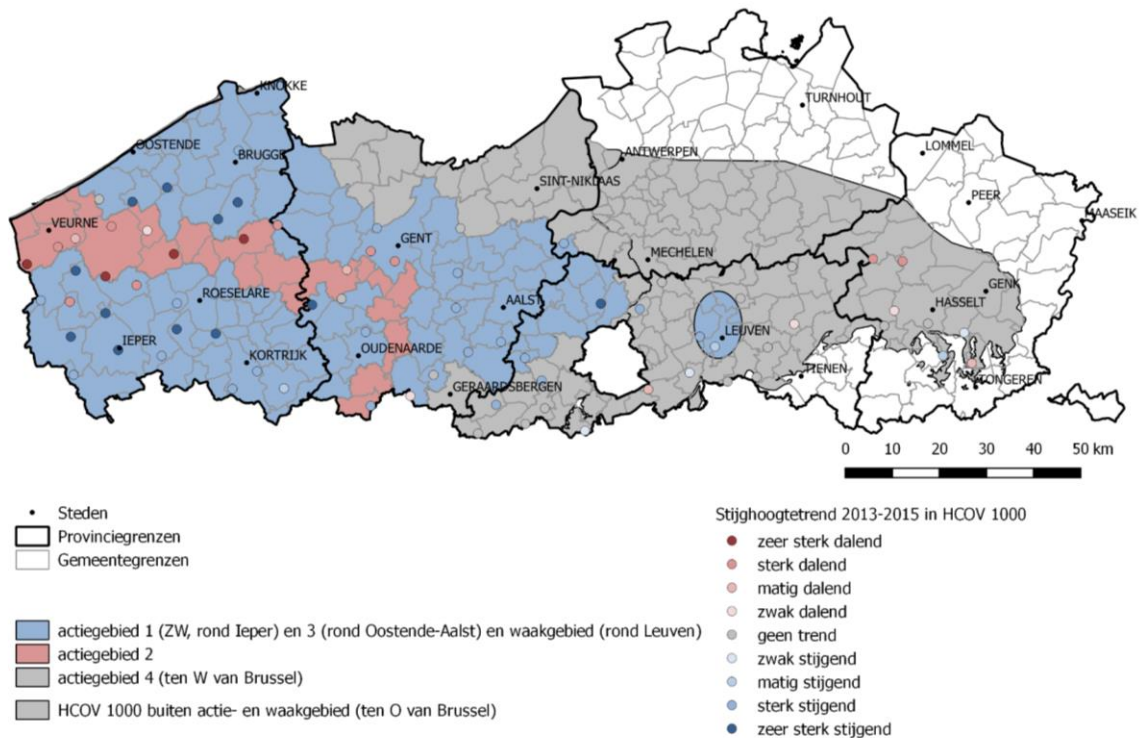 KNOKKE
TURNHOUT
OOSTENDE
BRUGGE
ANTWERPEN
LOMMEL
SINT-NIKLAAS
PEER
MAASEIK
VEURNE
GENT
MECHELEN
GENK
ROESELARE
AALST
HASSELT
IEPER
LEUVEN
OUDENAARDE
KORTRIJK
TIENEN
GERAARDSBERGEN
TONGEREN
0 10 20 30 40 50 km
Steden
Provinciegrenzen
Gemeentegrenzen
actiegebied 1 (ZW, rond Ieper) en 3 (rond Oostende-Aalst) en waakgebied (rond Leuven)
actiegebied 2
actiegebied 4 (ten W van Brussel)
HCOV 1000 buiten actie- en waakgebied (ten O van Brussel)
Stijghoogtetrend 2013-2015 in HCOV 1000
zeer sterk dalend
sterk dalend
matig dalend
zwak dalend
geen trend
zwak stijgend
matig stijgend
sterk stijgend
zeer sterk stijgend